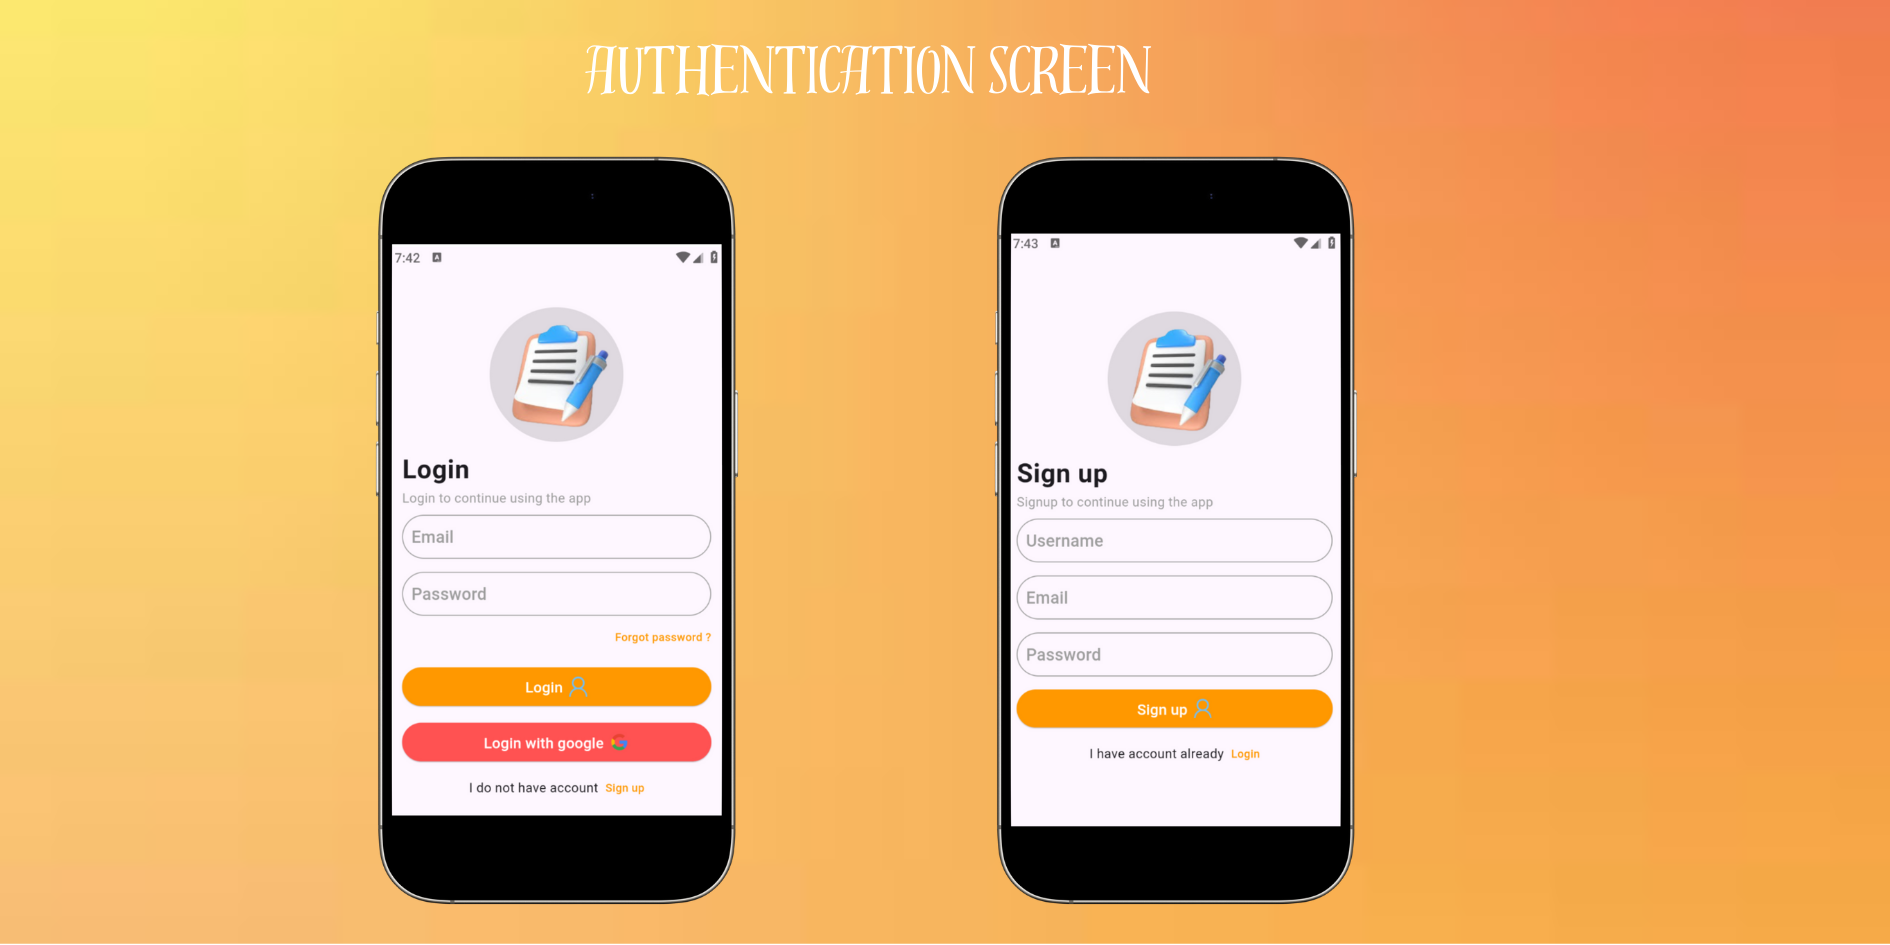 AUTHENTICATION SCREEN
7:42
Login
Login to continue using the app
Email
Password
Forgot password ?
Login
Login with google
I do not have account Sign up
7:43
Sign up
Signup to continue using the app
Username
Email
Password
Sign up
I have account already Login